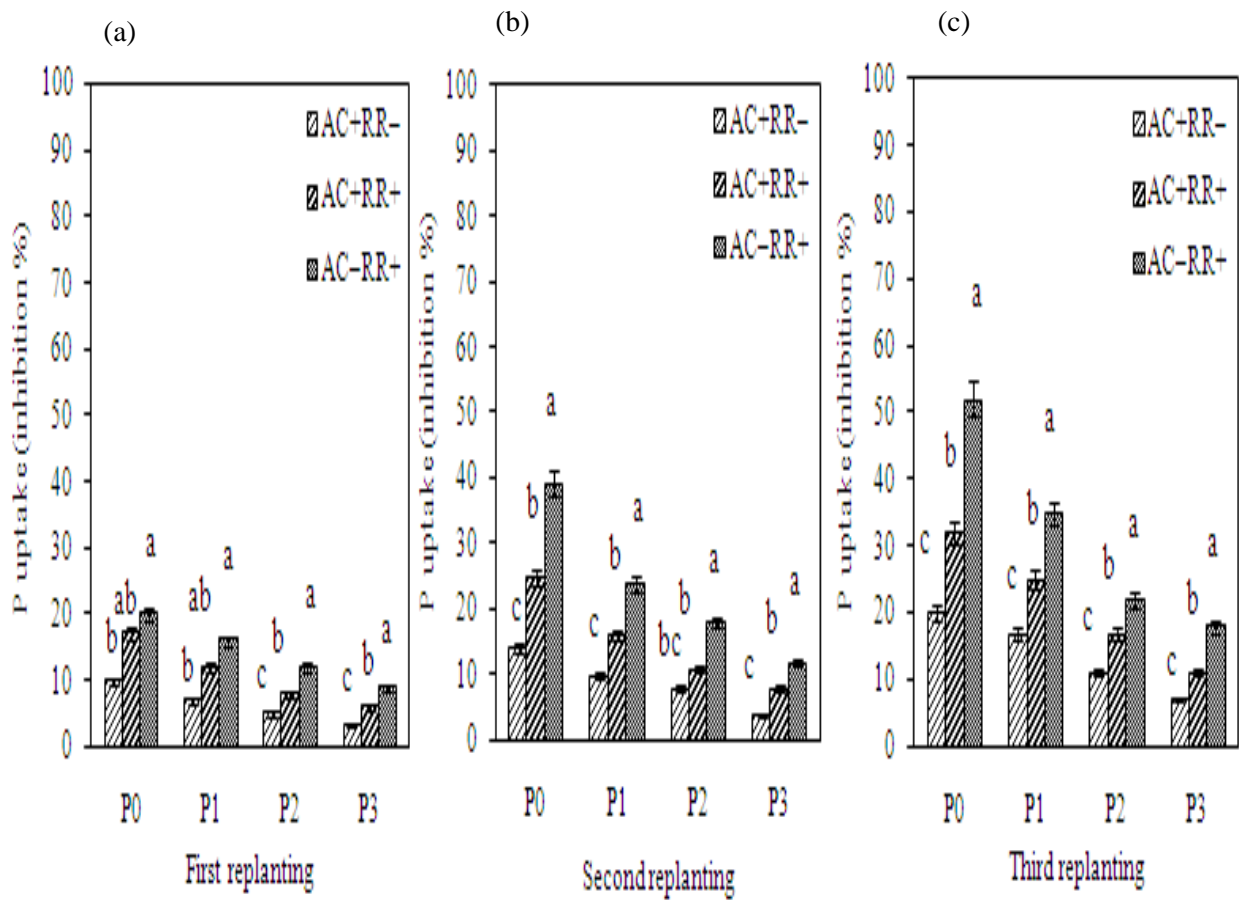 (a)
P uptake (inhibition %)
100
90
80
70
60
50
40
30
20
10
0
AC+RR–
AC+RR+
AC–RR+
b ab a
b ab a
c b a
c b a
P0 P1 P2 P3
First replanting
(b)
P uptake (inhibition %)
100
90
80
70
60
50
40
30
20
10
0
AC+RR–
AC+RR+
AC–RR+
c b a
c b a
bc b a
c b a
P0 P1 P2 P3
Second replanting
(c)
P uptake (inhibition %)
100
90
80
70
60
50
40
30
20
10
0
AC+RR–
AC+RR+
AC–RR+
c b a
c b a
c b a
c b a
P0 P1 P2 P3
Third replanting